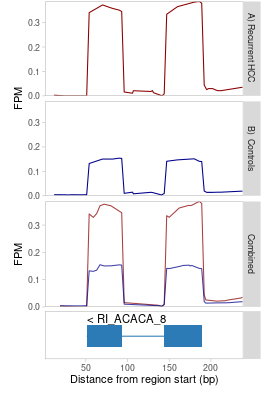 0.3
0.2
0.1
0.0
A) Recurrent HCC
FPM
0.3
0.2
0.1
0.0
B) Controls
0.3
0.2
0.1
0.0
Combined
FPM
< RI_ACACA_8
50 100 150 200
Distance from region start (bp)